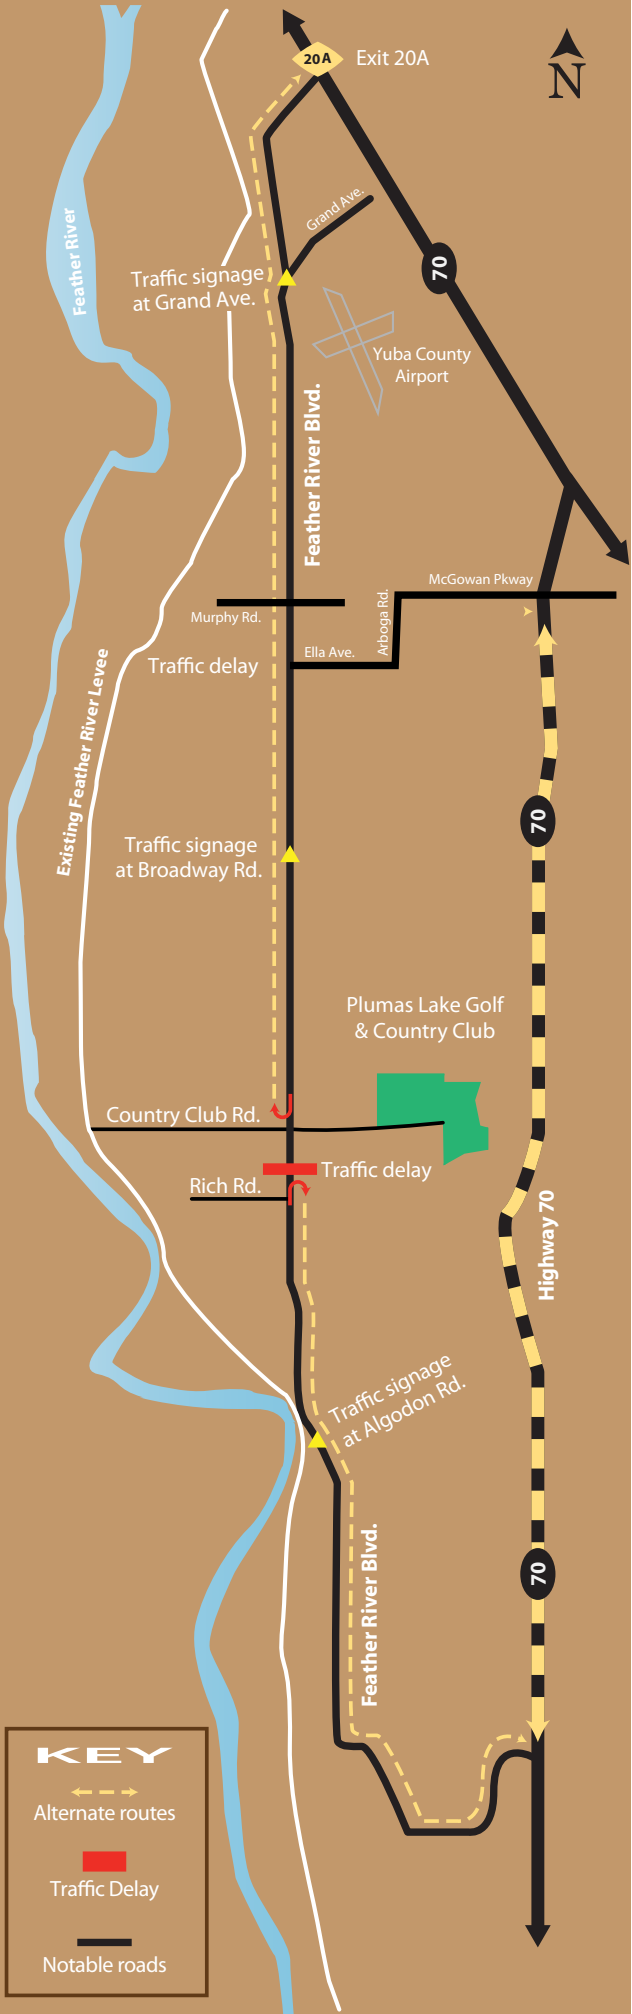 20 A
Exit 20A
N
Grand Ave.
Feather River
70
Traffic signage
at Grand Ave.
Yuba County
Airport
Feather River Blvd.
McGowan Pkway
Arboga Rd.
Murphy Rd.
Ella Ave.
Traffic delay
Existing Feather River Levee
70
Traffic signage
at Broadway Rd.
Plumas Lake Golf
& Country Club
Country Club Rd.
Traffic delay
Rich Rd.
Highway 70
Traffic signage
at Algodon Rd.
70
Feather River Blvd.
KEY
Alternate routes
Traffic Delay
Notable roads